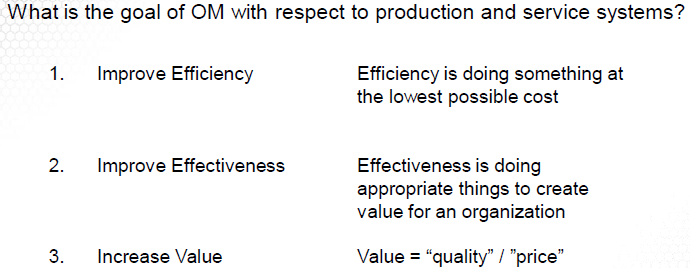 What is the goal of OM with respect to production and service systems?
1. Improve Efficiency Efficiency is doing something at
the lowest possible cost
2. Improve Effectiveness Effectiveness is doing
appropriate things to create
value for an organization
3. Increase Value Value = “quality” / ”price”